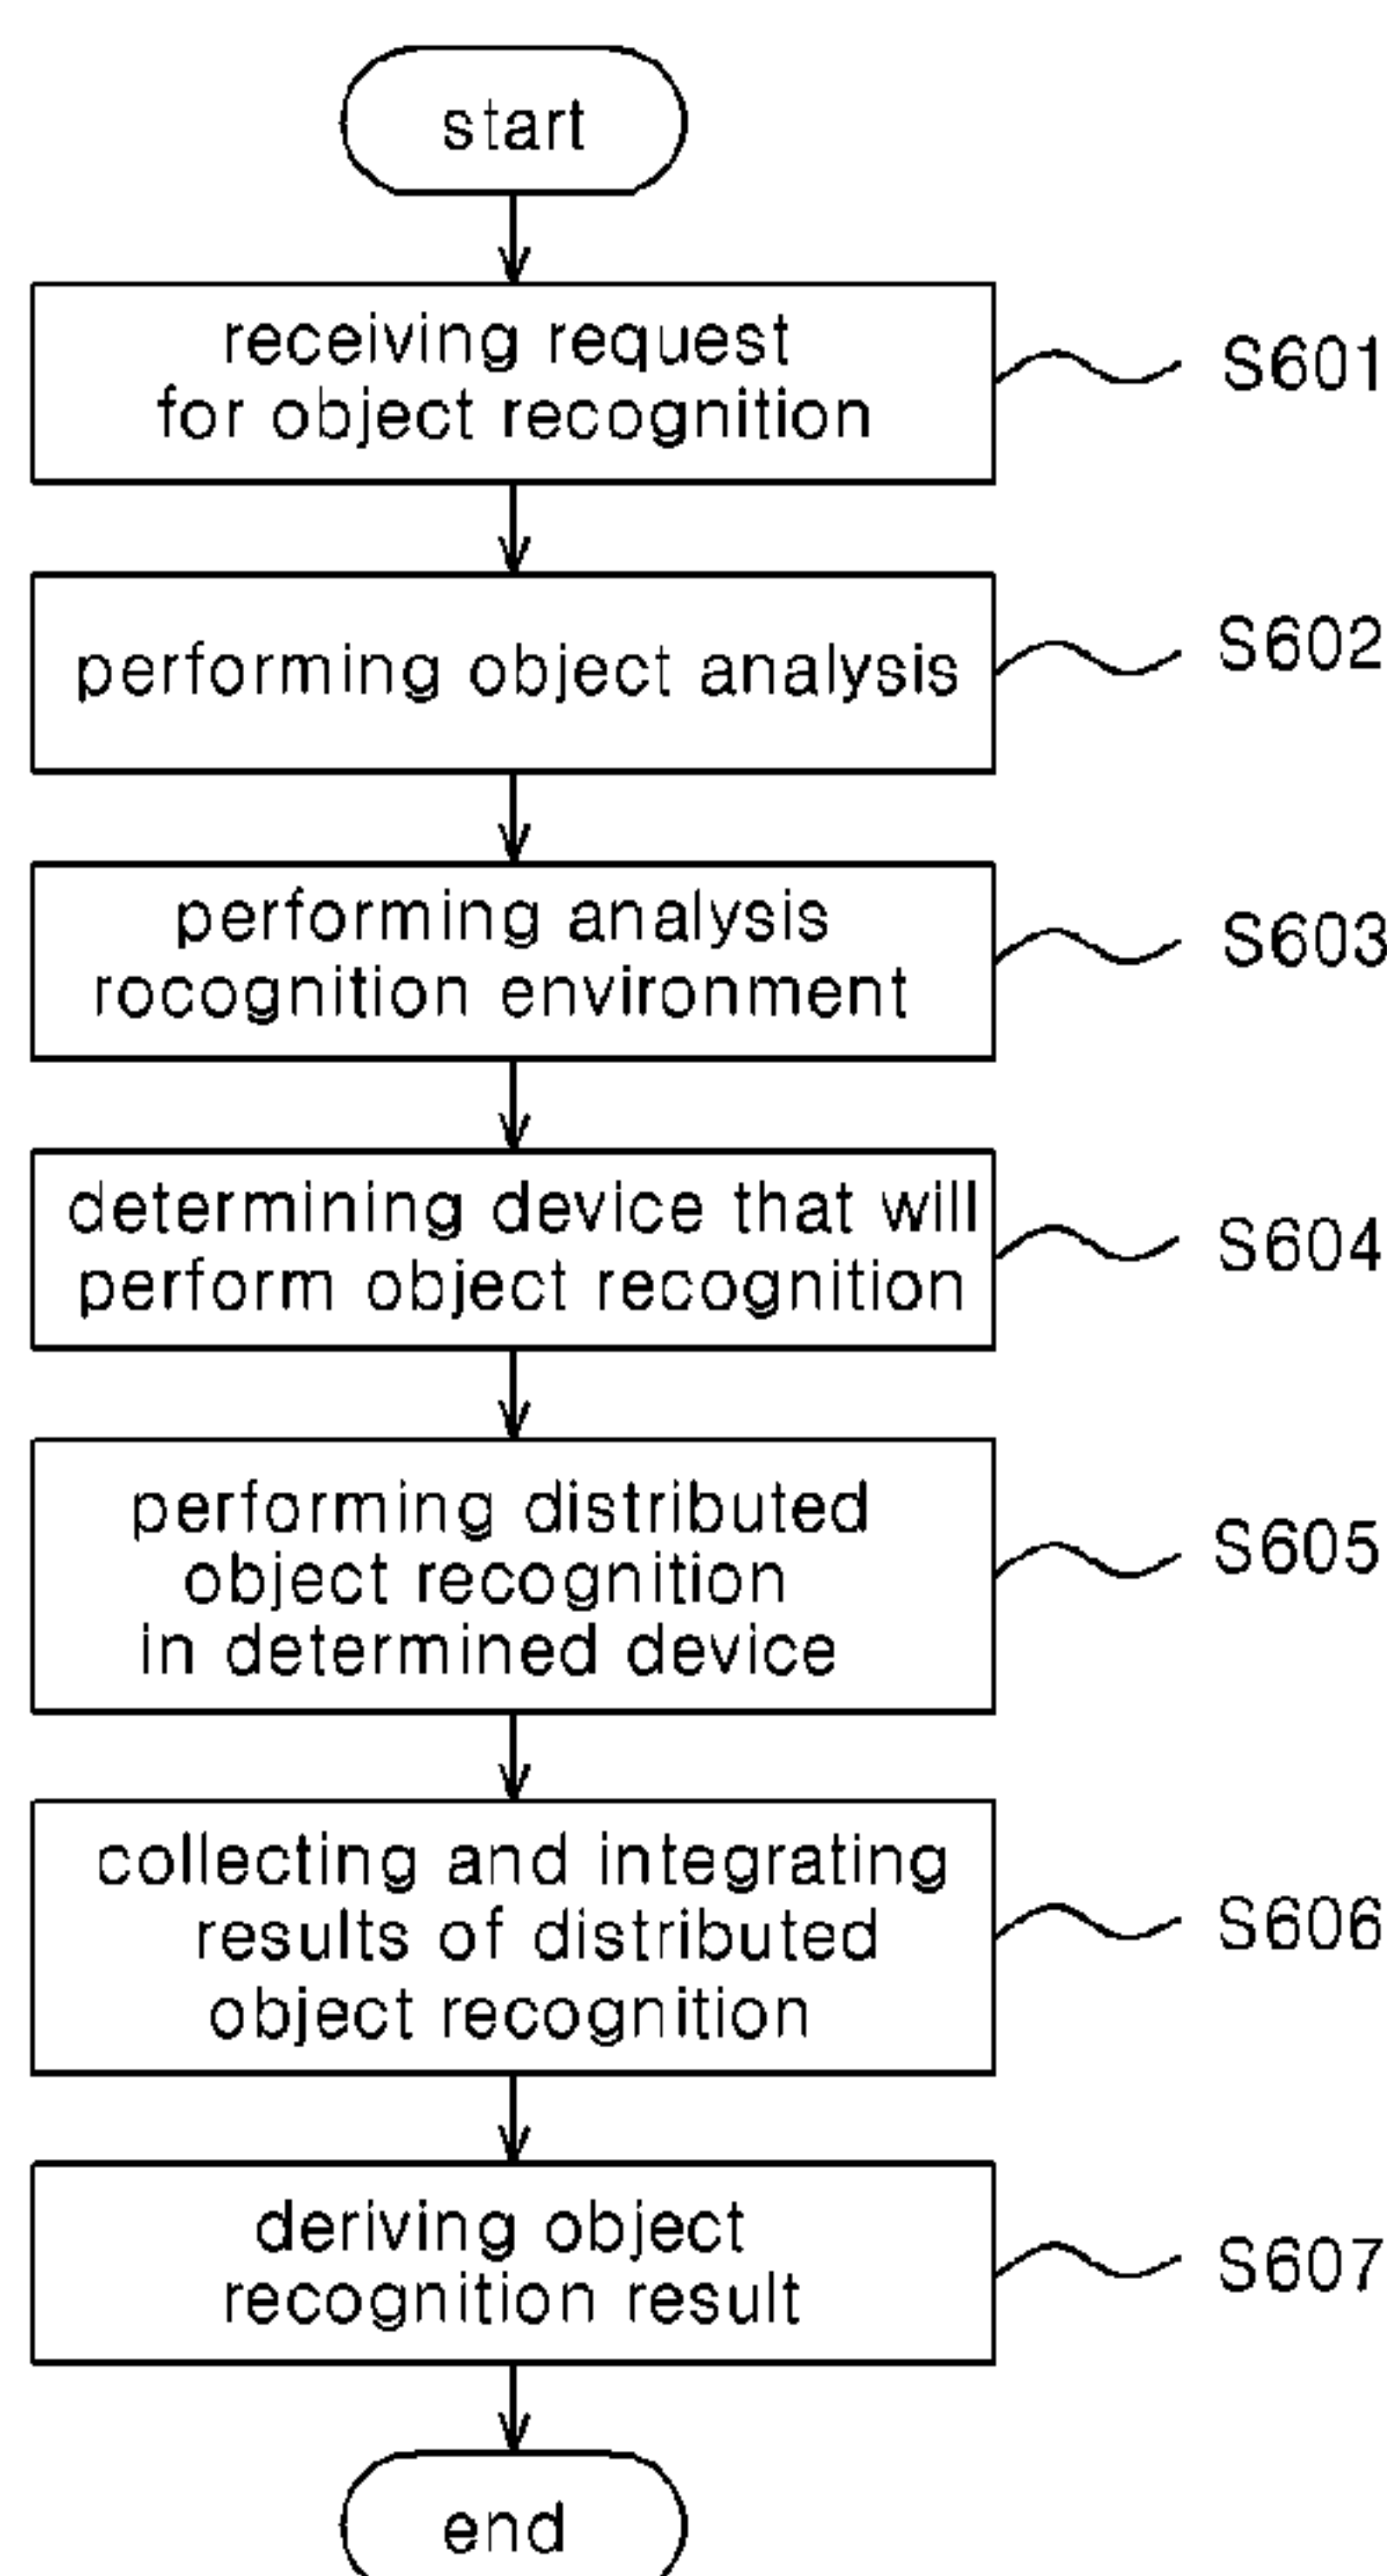 start
receiving request
for object recognition
S601
performing object analysis
S602
performing analysis
rocognition environment
S603
determining device that will
perform object recognition
S604
performing distributed
object recognition
in determined device
S605
collecting and integrating
results of distributed
object recognition
S606
deriving object
recognition result
S607
end